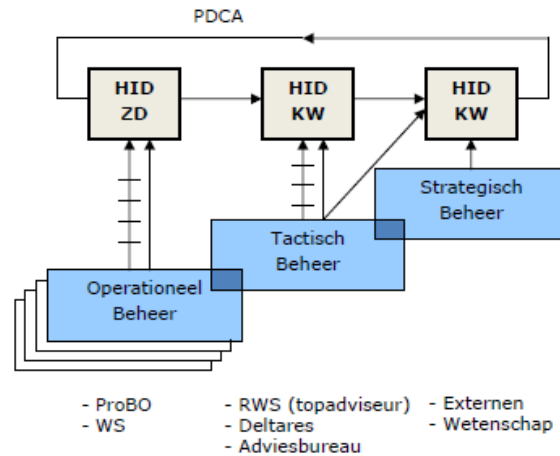 PDCA
HID
ZD
HID
KW
HID
KW
Strategisch
Beheer
Tactisch
Beheer
Operationeel
Beheer
- ProBO
- WS
- RWS (topadviseur)
- Deltares
- Adviesbureau
- Externen
- Wetenschap